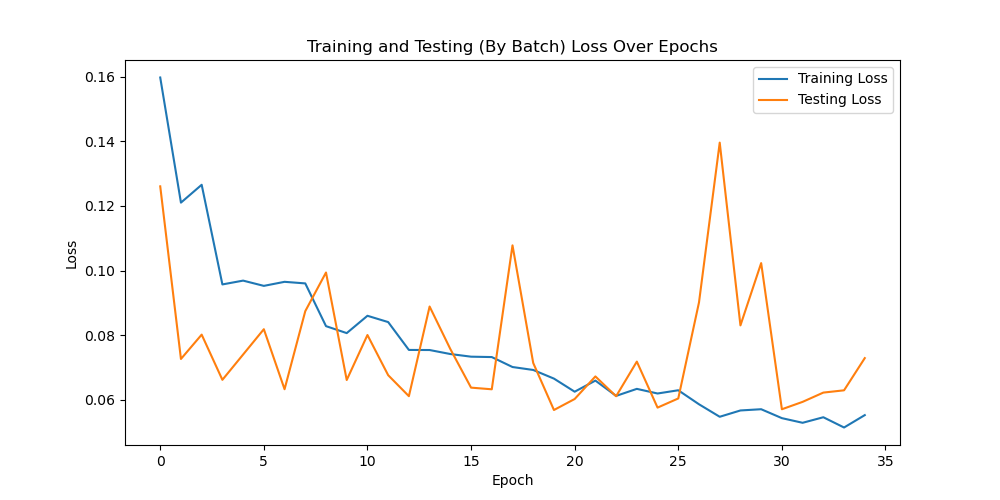 Training and Testing (By Batch) Loss Over Epochs
Training Loss
Testing Loss
0.16
0.14
0.12
0.10
0.08
0.06
Loss
0 5 10 15 20 25 30 35
Epoch